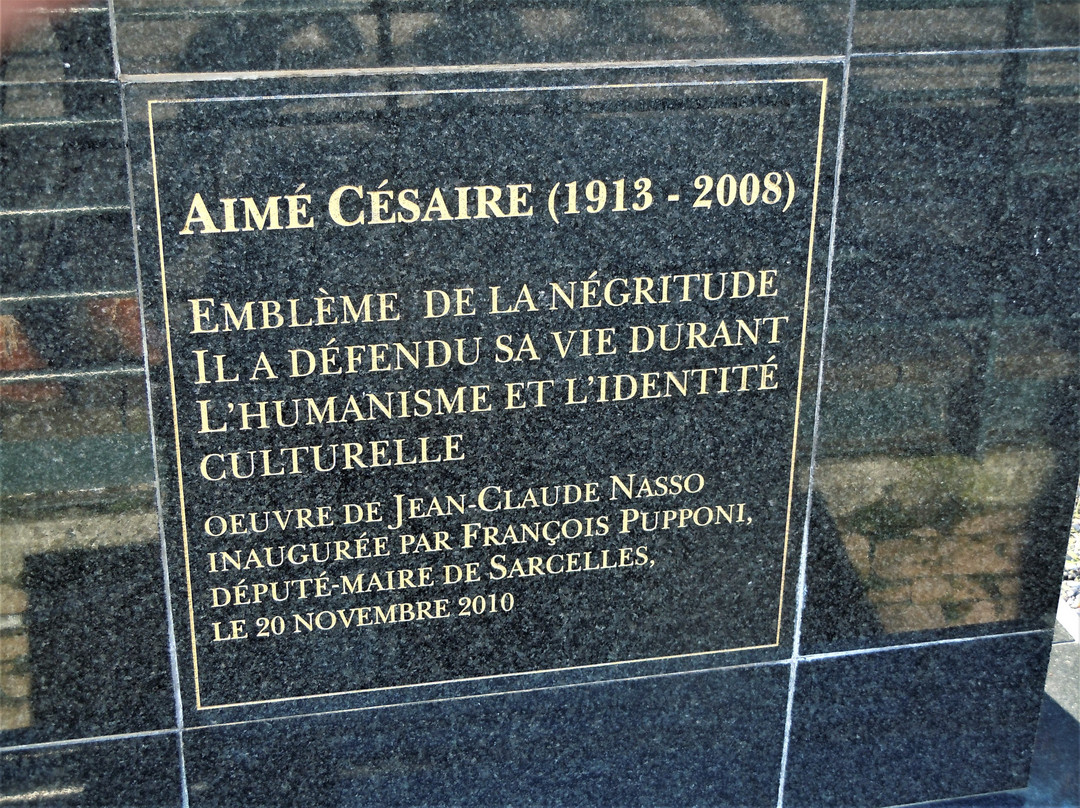 AIMÉ CÉSAIRE (1913 - 2008)
EMBLÈME DE LA NÉGRITUDE
IL A DÉFENDU SA VIE DURANT
L'HUMANISME ET L'IDENTITÉ
CULTURELLE
OEUVRE DE JEAN-CLAUDE NASSO
INAUGURÉE PAR FRANÇOIS PUPPONI,
DÉPUTÉ-MAIRE DE SARCELLES,
LE 20 NOVEMBRE 2010